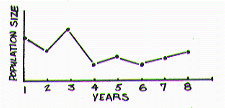 POPULATION SIZE
1 2 3 4 5 6 7 8
YEARS